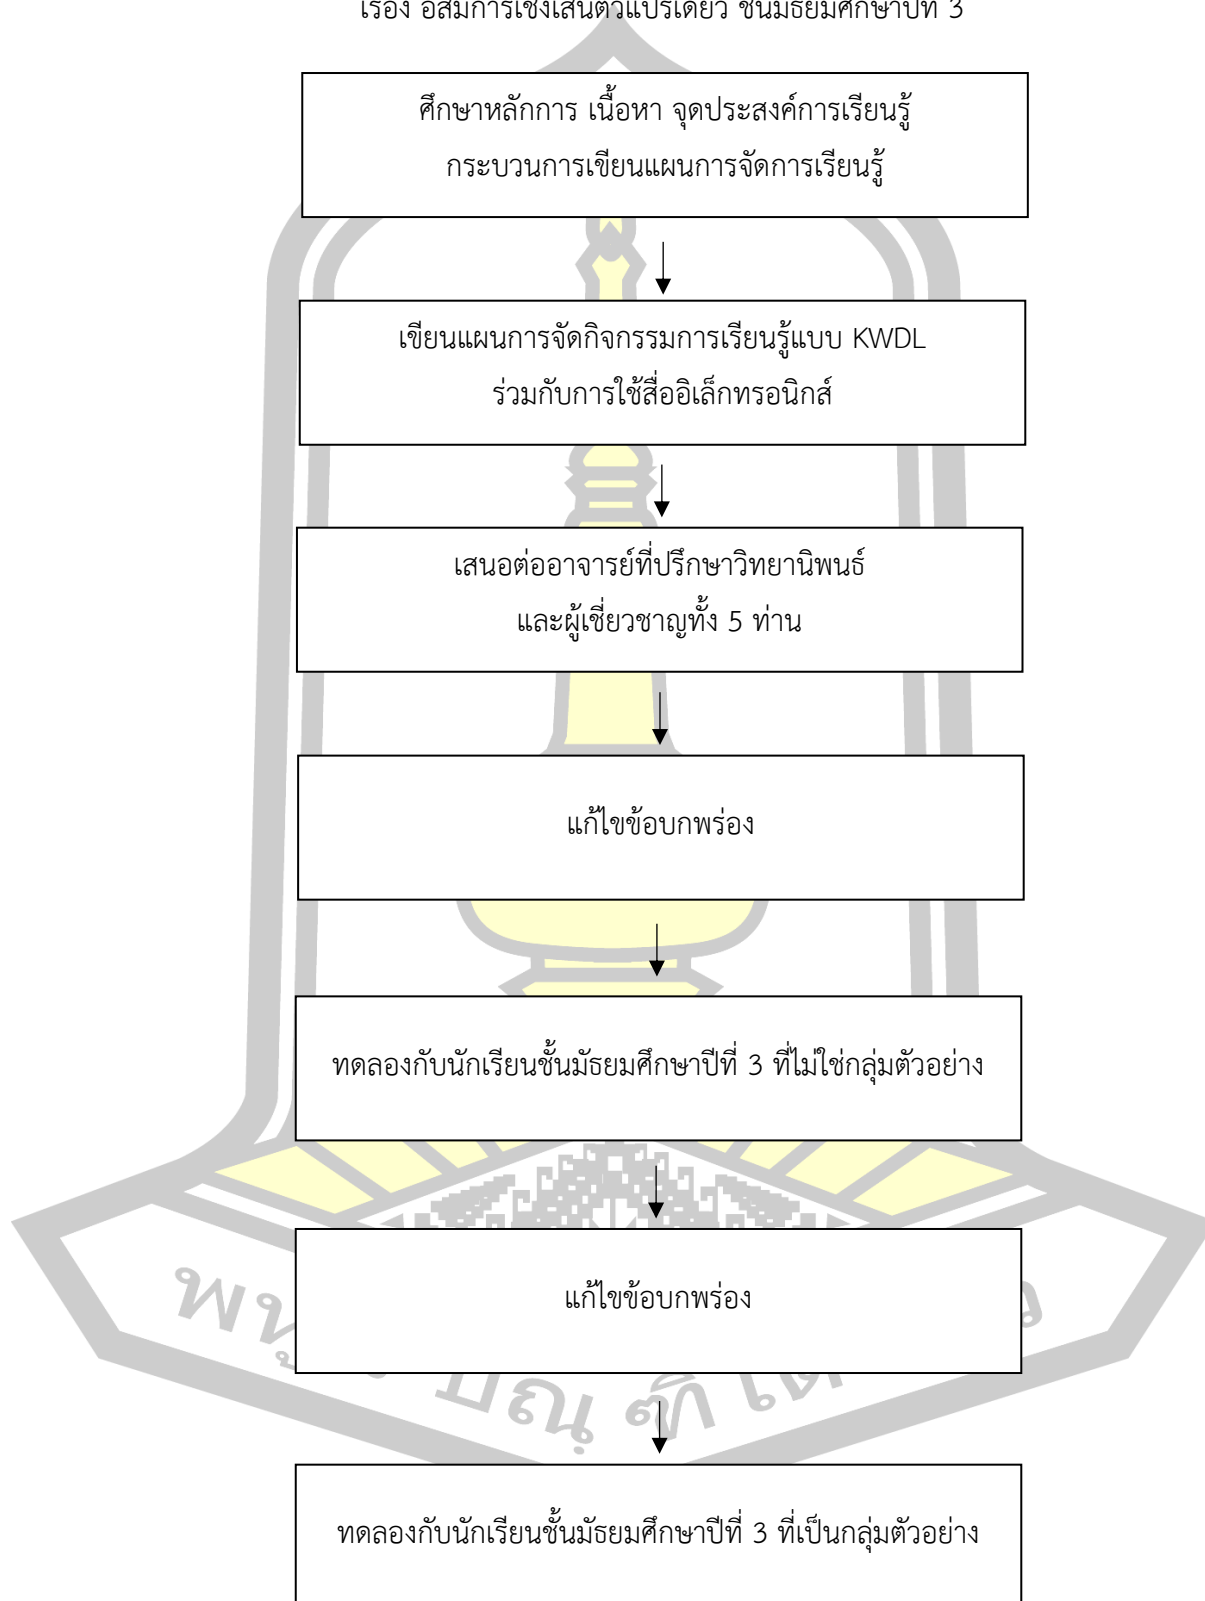 เรื่อง อสมการเชิงเส้นตัวแปรเดียว ชั้นมัธยมศึกษาปีที่ 3
ศึกษาหลักการ เนื้อหา จุดประสงค์การเรียนรู้
กระบวนการเขียนแผนการจัดการเรียนรู้
เขียนแผนการจัดกิจกรรมการเรียนรู้แบบ KWDL
ร่วมกับการใช้สื่ออิเล็กทรอนิกส์
เสนอต่ออาจารย์ที่ปรึกษาวิทยานิพนธ์
และผู้เชี่ยวชาญทั้ง 5 ท่าน
แก้ไขข้อบกพร่อง
ทดลองกับนักเรียนชั้นมัธยมศึกษาปีที่ 3 ที่ไม่ใช่กลุ่มตัวอย่าง
แก้ไขข้อบกพร่อง
ทดลองกับนักเรียนชั้นมัธยมศึกษาปีที่ 3 ที่เป็นกลุ่มตัวอย่าง